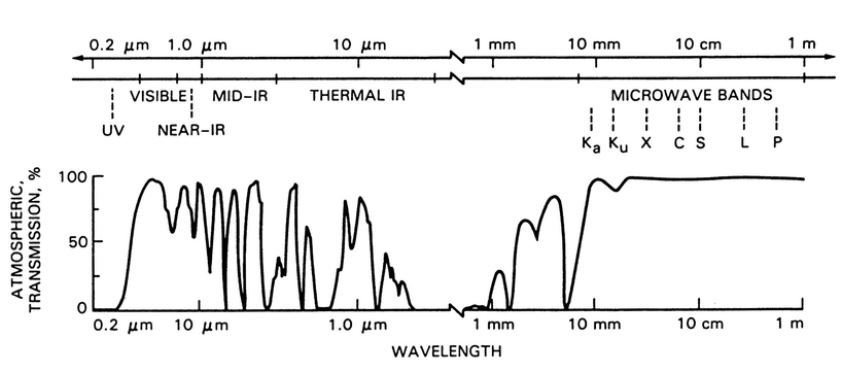 0.2 μm 1.0 μm 10 μm 1 mm 10 mm 10 cm 1 m
VISIBLE MID-IR THERMAL IR MICROWAVE BANDS
UV NEAR-IR Ka Ku X C S L P
ATMOSPHERIC,
TRANSMISSION, %
100
50
0
0.2 μm 10 μm 1.0 μm 1 mm 10 mm 10 cm 1 m
WAVELENGTH